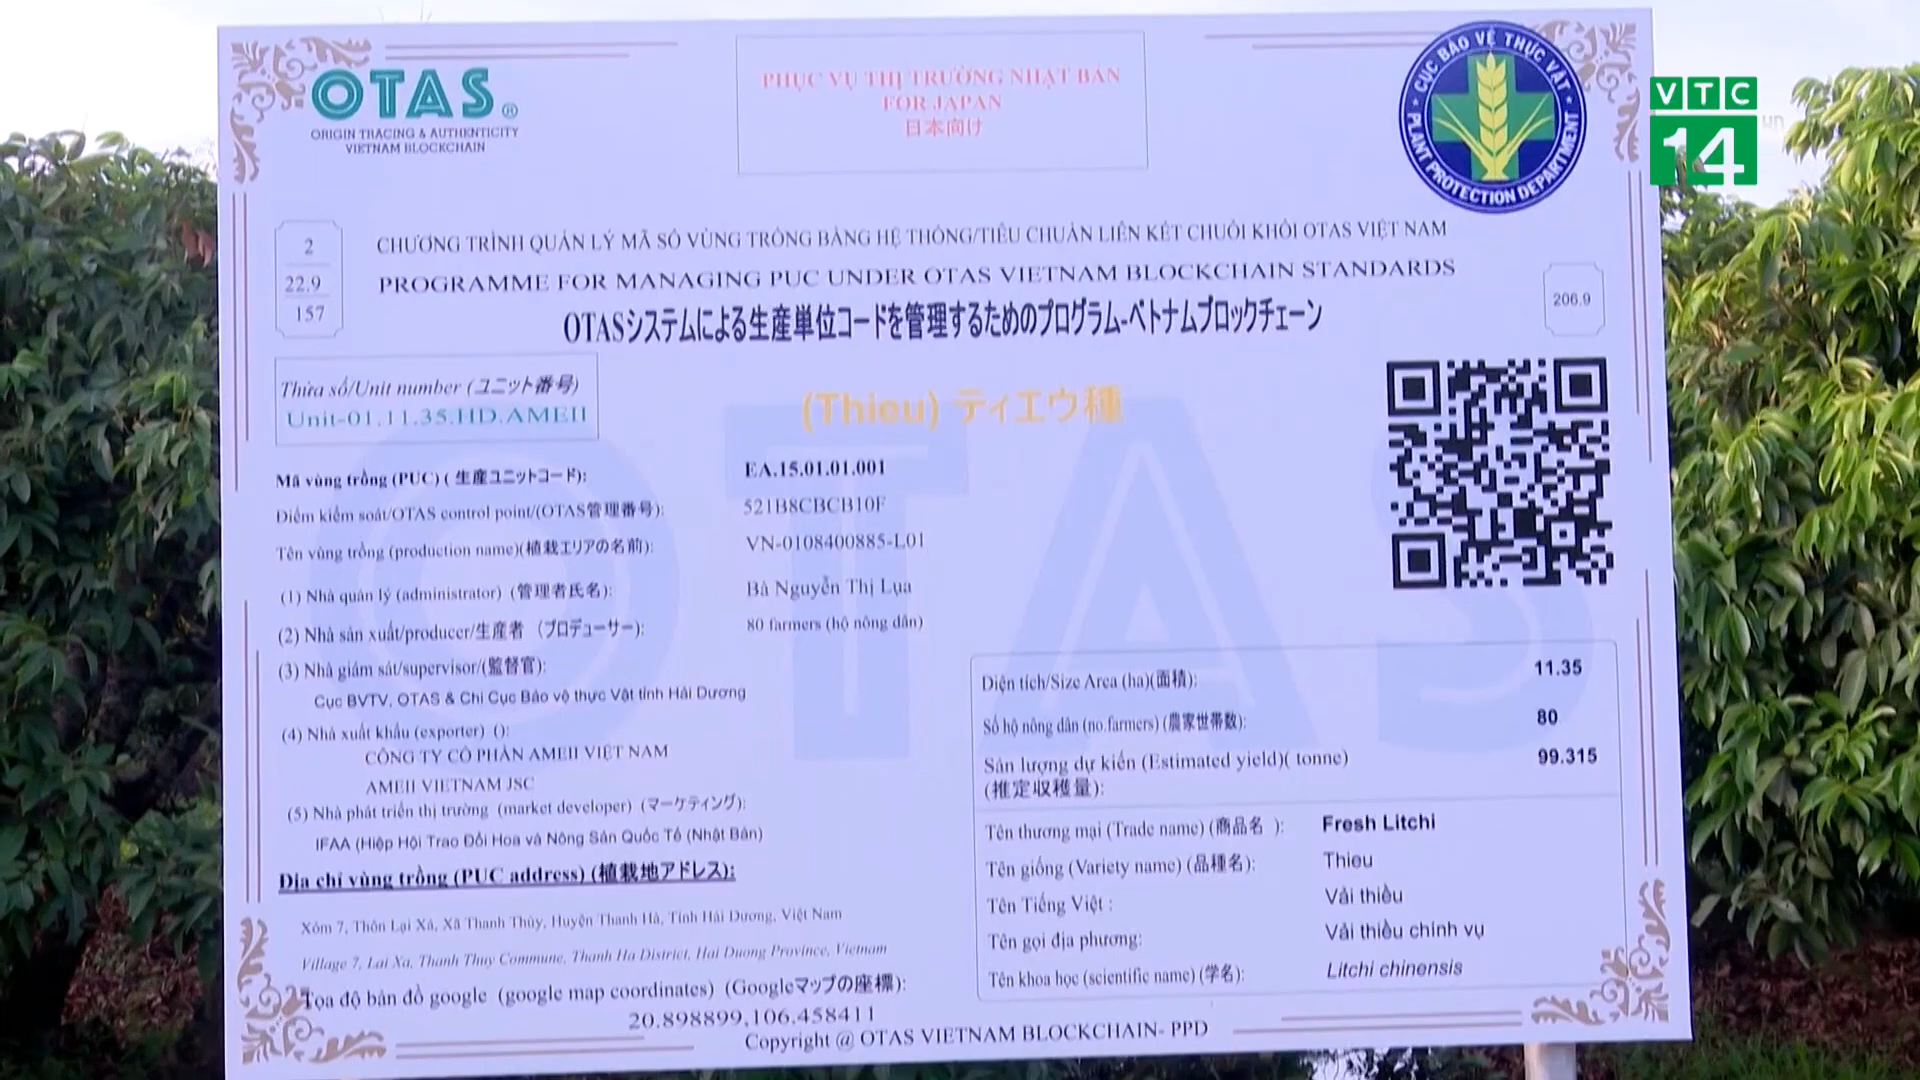 OTAS®
ORIGIN TRACING & AUTHENTICITY
VIETNAM BLOCKCHAIN
PHỤC VỤ THỊ TRƯỜNG NHẬT BẢN
FOR JAPAN
日本向け
CỤC BẢO VỆ THỰC VẬT
PLANT PROTECTION DEPARTMENT
VTC
14
HD
2
22.9
157
CHƯƠNG TRÌNH QUẢN LÝ MÃ SỐ VÙNG TRỒNG BẰNG HỆ THỐNG/TIÊU CHUẨN LIÊN KẾT CHUỖI KHỐI OTAS VIỆT NAM
PROGRAMME FOR MANAGING PUC UNDER OTAS VIETNAM BLOCKCHAIN STANDARDS
OTASシステムによる生産単位コードを管理するためのプログラム-ベトナムブロックチェーン
206.9
Thửa số/Unit number (ユニット番号)
Unit-01.11.35.HD.AMEII
(Thieu) ティエウ種
Mã vùng trồng (PUC) ( 生産ユニットコード): EA.15.01.01.001
Điểm kiểm soát/OTAS control point/(OTAS管理番号): 521B8CBCB10F
Tên vùng trồng (production name)(植栽エリアの名前): VN-0108400885-L01
(1) Nhà quản lý (administrator) (管理者氏名): Bà Nguyễn Thị Lụa
(2) Nhà sản xuất/producer/生産者 (プロデューサー): 80 farmers (hộ nông dân)
(3) Nhà giám sát/supervisor/(監督官):
Cục BVTV, OTAS & Chi Cục Bảo vệ thực Vật tỉnh Hải Dương
(4) Nhà xuất khẩu (exporter) ():
CÔNG TY CỔ PHẦN AMEII VIỆT NAM
AMEII VIETNAM JSC
(5) Nhà phát triển thị trường (market developer) (マーケティング):
IFAA (Hiệp Hội Trao Đổi Hoa và Nông Sản Quốc Tế (Nhật Bản)
Địa chỉ vùng trồng (PUC address) (植栽地アドレス):
Xóm 7, Thôn Lại Xá, Xã Thanh Thủy, Huyện Thanh Hà, Tỉnh Hải Dương, Việt Nam
Village 7, Lai Xa, Thanh Thuy Commune, Thanh Ha District, Hai Duong Province, Vietnam
Tọa độ bản đồ google (google map coordinates) (Googleマップの座標):
20.898899,106.458411
Diện tích/Size Area (ha)(面積): 11.35
Số hộ nông dân (no.farmers) (農家世帯数): 80
Sản lượng dự kiến (Estimated yield)( tonne) 99.315
(推定収穫量):
Tên thương mại (Trade name) (商品名 ): Fresh Litchi
Tên giống (Variety name) (品種名): Thieu
Tên Tiếng Việt : Vải thiều
Tên gọi địa phương: Vải thiều chính vụ
Tên khoa học (scientific name) (学名): Litchi chinensis
Copyright @ OTAS VIETNAM BLOCKCHAIN- PPD